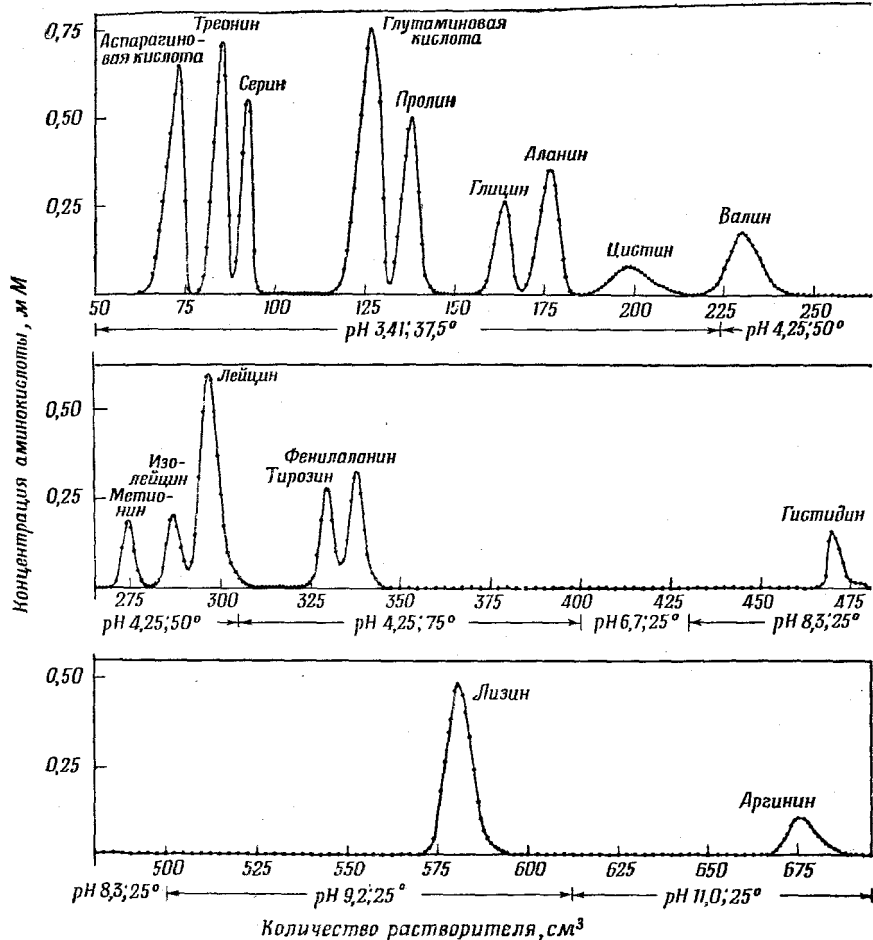 Количество растворителя, см³
Концентрация аминокислоты, мМ
0,75
0,50
0,25
Аспарагино-
вая кислота
Треонин
Серин
Глутаминовая
кислота
Пролин
Глицин
Аланин
Цистин
Валин
50 75 100 125 150 175 200 225 250
pH 3,41; 37,5° pH 4,25; 50°
0,50
0,25
Метио-
нин
Изо-
лейцин
Лейцин
Тирозин
Фенилаланин
Гистидин
275 300 325 350 375 400 425 450 475
pH 4,25; 50° pH 4,25; 75° pH 6,7; 25° pH 8,3; 25°
0,50
0,25
Лизин
Аргинин
500 525 550 575 600 625 650 675
pH 8,3; 25° pH 9,2; 25° pH 11,0; 25°